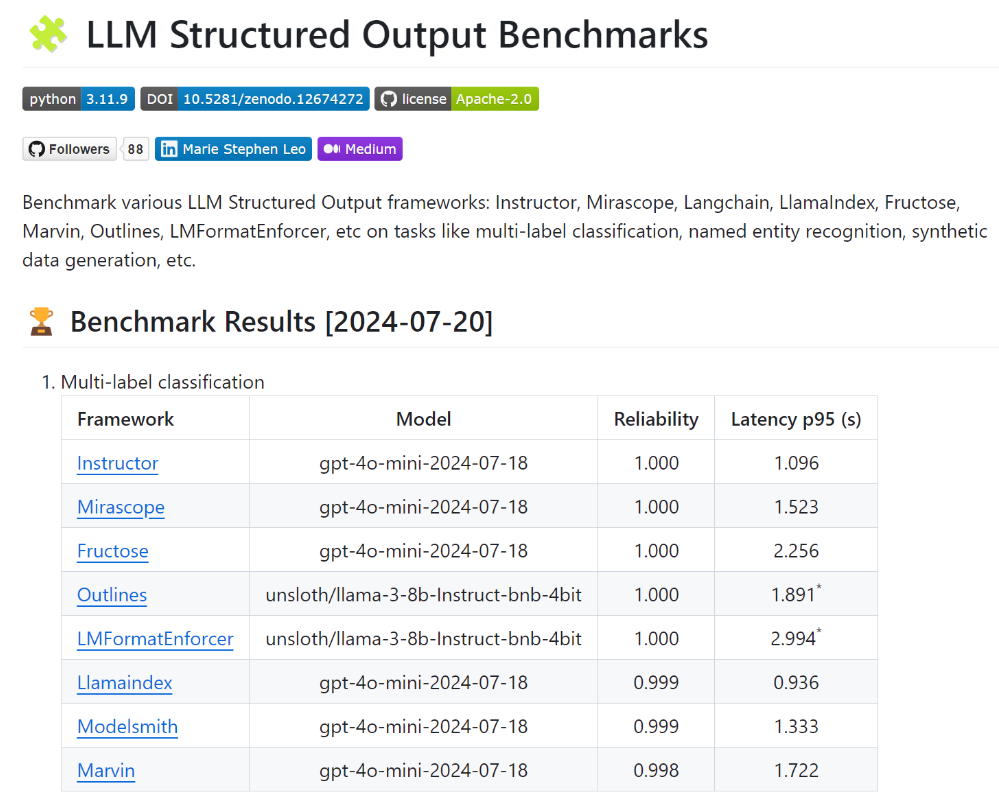 LLM Structured Output Benchmarks
python 3.11.9 DOI 10.5281/zenodo.12674272 license Apache-2.0
Followers 88 Marie Stephen Leo Medium
Benchmark various LLM Structured Output frameworks: Instructor, Mirascope, Langchain, LlamaIndex, Fructose,
Marvin, Outlines, LMFormatEnforcer, etc on tasks like multi-label classification, named entity recognition, synthetic
data generation, etc.
Benchmark Results [2024-07-20]
1. Multi-label classification
Framework Model Reliability Latency p95 (s)
Instructor gpt-4o-mini-2024-07-18 1.000 1.096
Mirascope gpt-4o-mini-2024-07-18 1.000 1.523
Fructose gpt-4o-mini-2024-07-18 1.000 2.256
Outlines unsloth/llama-3-8b-Instruct-bnb-4bit 1.000 1.891*
LMFormatEnforcer unsloth/llama-3-8b-Instruct-bnb-4bit 1.000 2.994*
Llamaindex gpt-4o-mini-2024-07-18 0.999 0.936
Modelsmith gpt-4o-mini-2024-07-18 0.999 1.333
Marvin gpt-4o-mini-2024-07-18 0.998 1.722